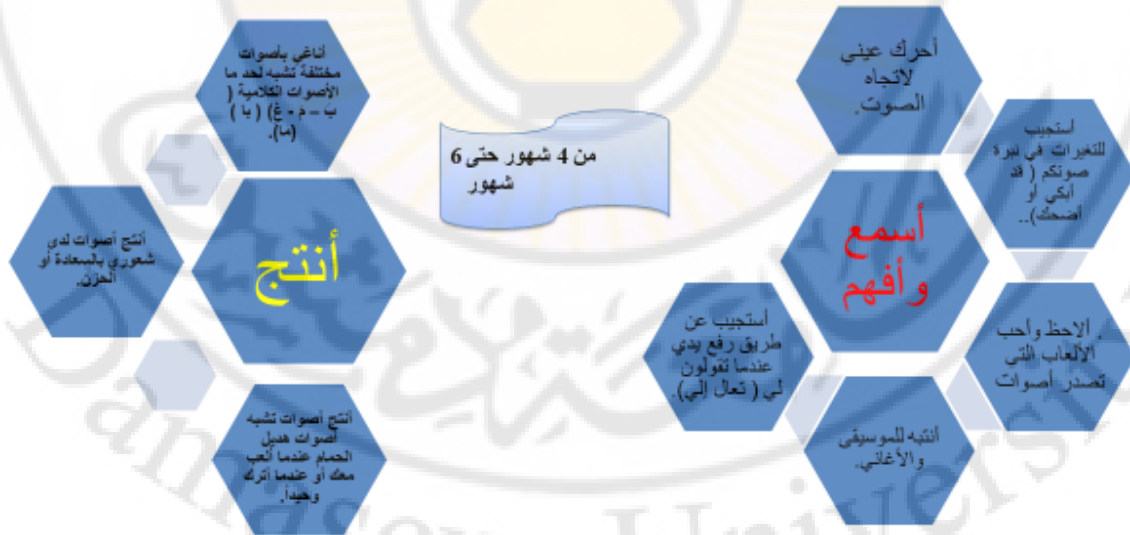 من 4 شهور حتى 6
شهور
أسمع
وأفهم
أحرك عيني
لاتجاه
الصوت.
أستجيب
للتغيرات في نبرة
صوتكم ( قد
أبكي أو
أضحك)..
ألاحظ وأحب
الألعاب التي
تصدر أصوات
أنتبه للموسيقى
والأغاني.
أستجيب عن
طريق رفع يدي
عندما تقولون
لي ( تعال إلي).
أنتج
أناغي بأصوات
مختلفة تشبه لحد ما
الأصوات الكلامية (
ب – م - غ) ( با )
(ما).
أنتج أصوات لدى
شعوري بالسعادة أو
الحزن.
أنتج أصوات تشبه
أصوات هديل
الحمام عندما ألعب
معك أو عندما أترك
وحيداً.
Damascus University